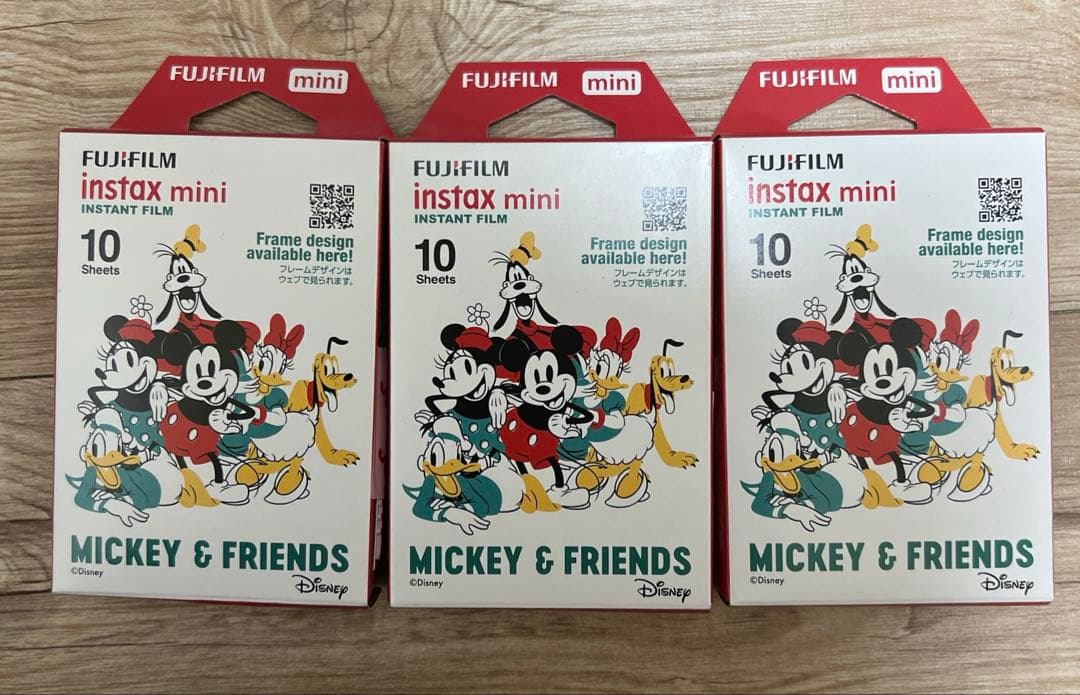 FUJIFILM mini
FUJIFILM
instax mini
INSTANT FILM
10
Sheets
Frame design
available here!
フレームデザインは
ウェブで見られます。
MICKEY & FRIENDS
©Disney
Disney
FUJIFILM mini
FUJIFILM
instax mini
INSTANT FILM
10
Sheets
Frame design
available here!
フレームデザインは
ウェブで見られます。
MICKEY & FRIENDS
©Disney
Disney
FUJIFILM mini
FUJIFILM
instax mini
INSTANT FILM
10
Sheets
Frame design
available here!
フレームデザインは
ウェブで見られます。
MICKEY & FRIENDS
©Disney
Disney